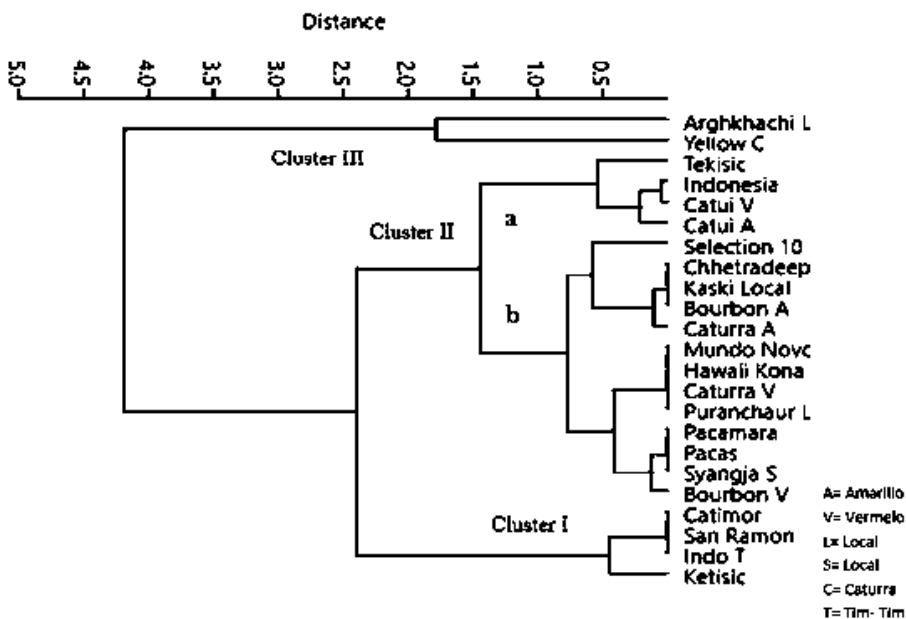 Distance
5.0 4.5 4.0 3.5 3.0 2.5 2.0 1.5 1.0 0.5
Arghkhachi L
Yellow C
Cluster III
Tekisic
Indonesia
Catui V
a
Catui A
Cluster II
Selection 10
Chhetradeep
Kaski Local
b
Bourbon A
Caturra A
Mundo Novc
Hawaii Kona
Caturra V
Puranchaur L
Pacamara
Pacas
Syangja S
Bourbon V
Cluster I
Catimor
San Ramon
Indo T
Ketisic
A= Amarillo
V= Vermelo
L= Local
S= Local
C= Caturra
T= Tim- Tim